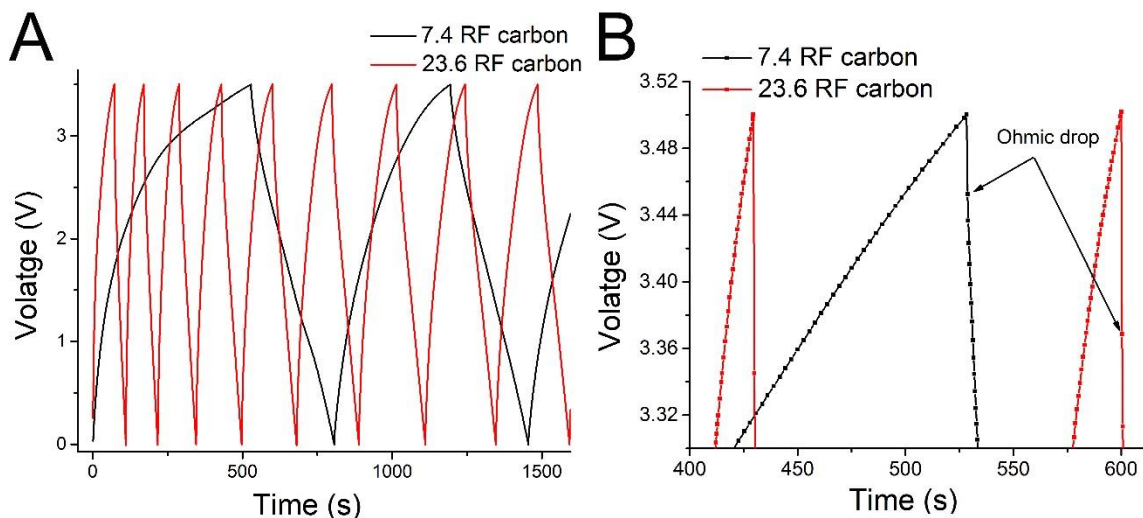 A
7.4 RF carbon
23.6 RF carbon
Volatge (V)
3
2
1
0
0
500
1000
1500
Time (s)
B
7.4 RF carbon
23.6 RF carbon
Ohmic drop
Volatge (V)
3.52
3.48
3.44
3.40
3.36
3.32
400
450
500
550
600
Time (s)